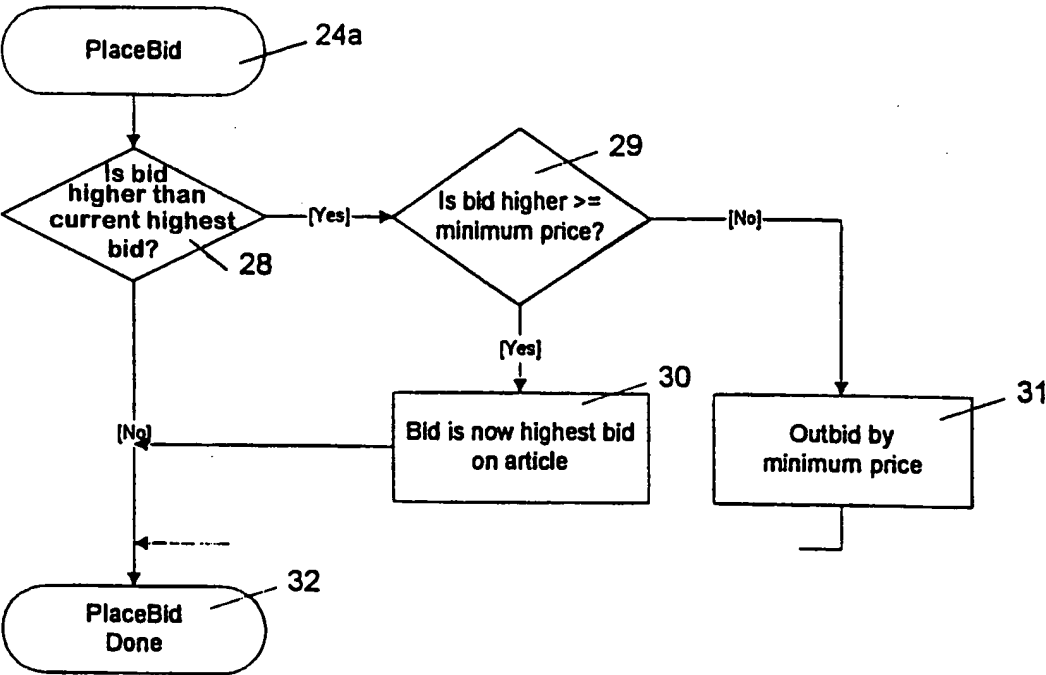 PlaceBid
24a
Is bid
higher than
current highest
bid?
28
[Yes]
29
Is bid higher >=
minimum price?
[No]
[Yes]
30
Bid is now highest bid
on article
31
Outbid by
minimum price
[No]
32
PlaceBid
Done